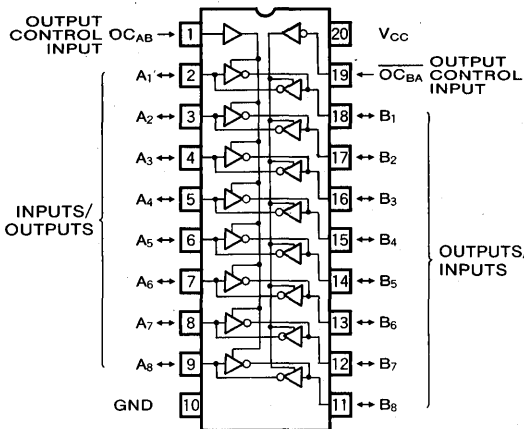 OUTPUT
CONTROL
INPUT
OC_AB
1
20
V_CC
A1
2
19
O̅C̅_B̅A̅
OUTPUT
CONTROL
INPUT
A2
3
18
B1
A3
4
17
B2
A4
5
16
B3
INPUTS/
OUTPUTS
A5
6
15
B4
OUTPUTS/
INPUTS
A6
7
14
B5
A7
8
13
B6
A8
9
12
B7
GND
10
11
B8